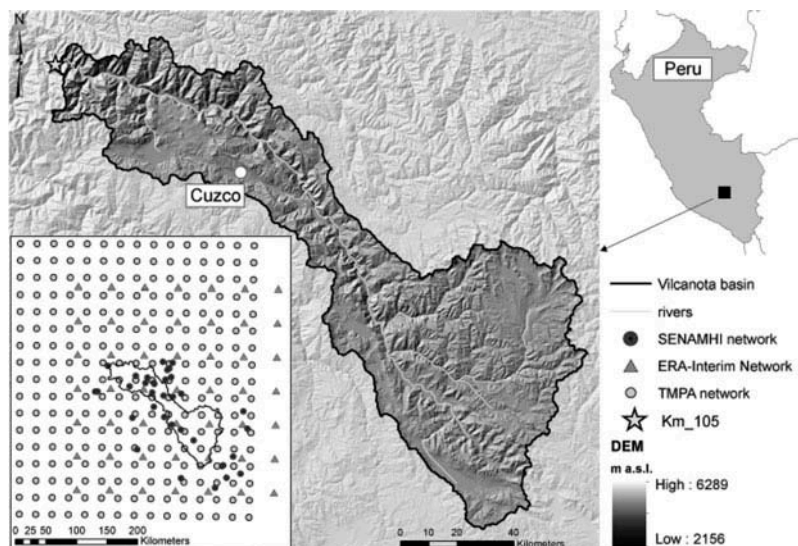 N
Cuzco
0 25 50 100 150 200
Kilometers
0 10 20 40
Kilometers
Peru
Vilcanota basin
rivers
SENAMHI network
ERA-Interim Network
TMPA network
Km_105
DEM
m a.s.l.
High : 6289
Low : 2156